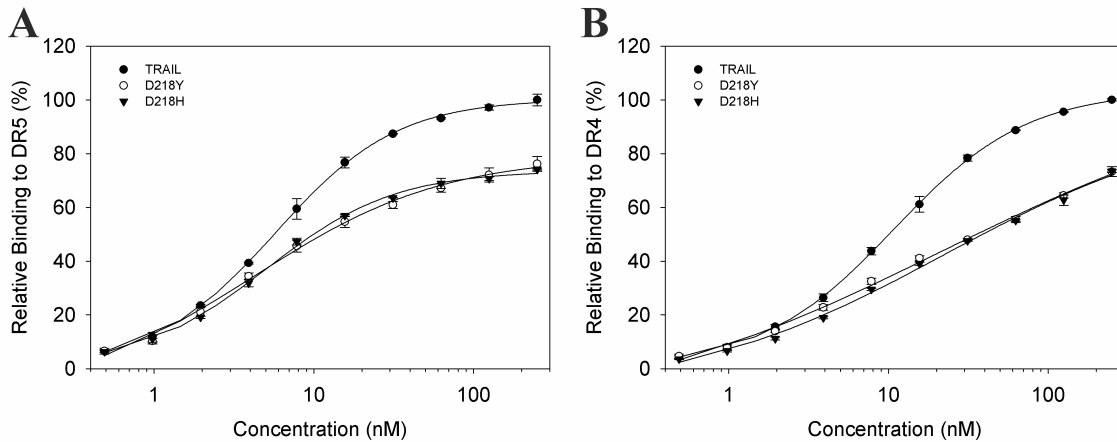 A
Relative Binding to DR5 (%)
120
100
80
60
40
20
0
TRAIL
D218Y
D218H
1
10
100
Concentration (nM)
B
Relative Binding to DR4 (%)
120
100
80
60
40
20
0
TRAIL
D218Y
D218H
1
10
100
Concentration (nM)